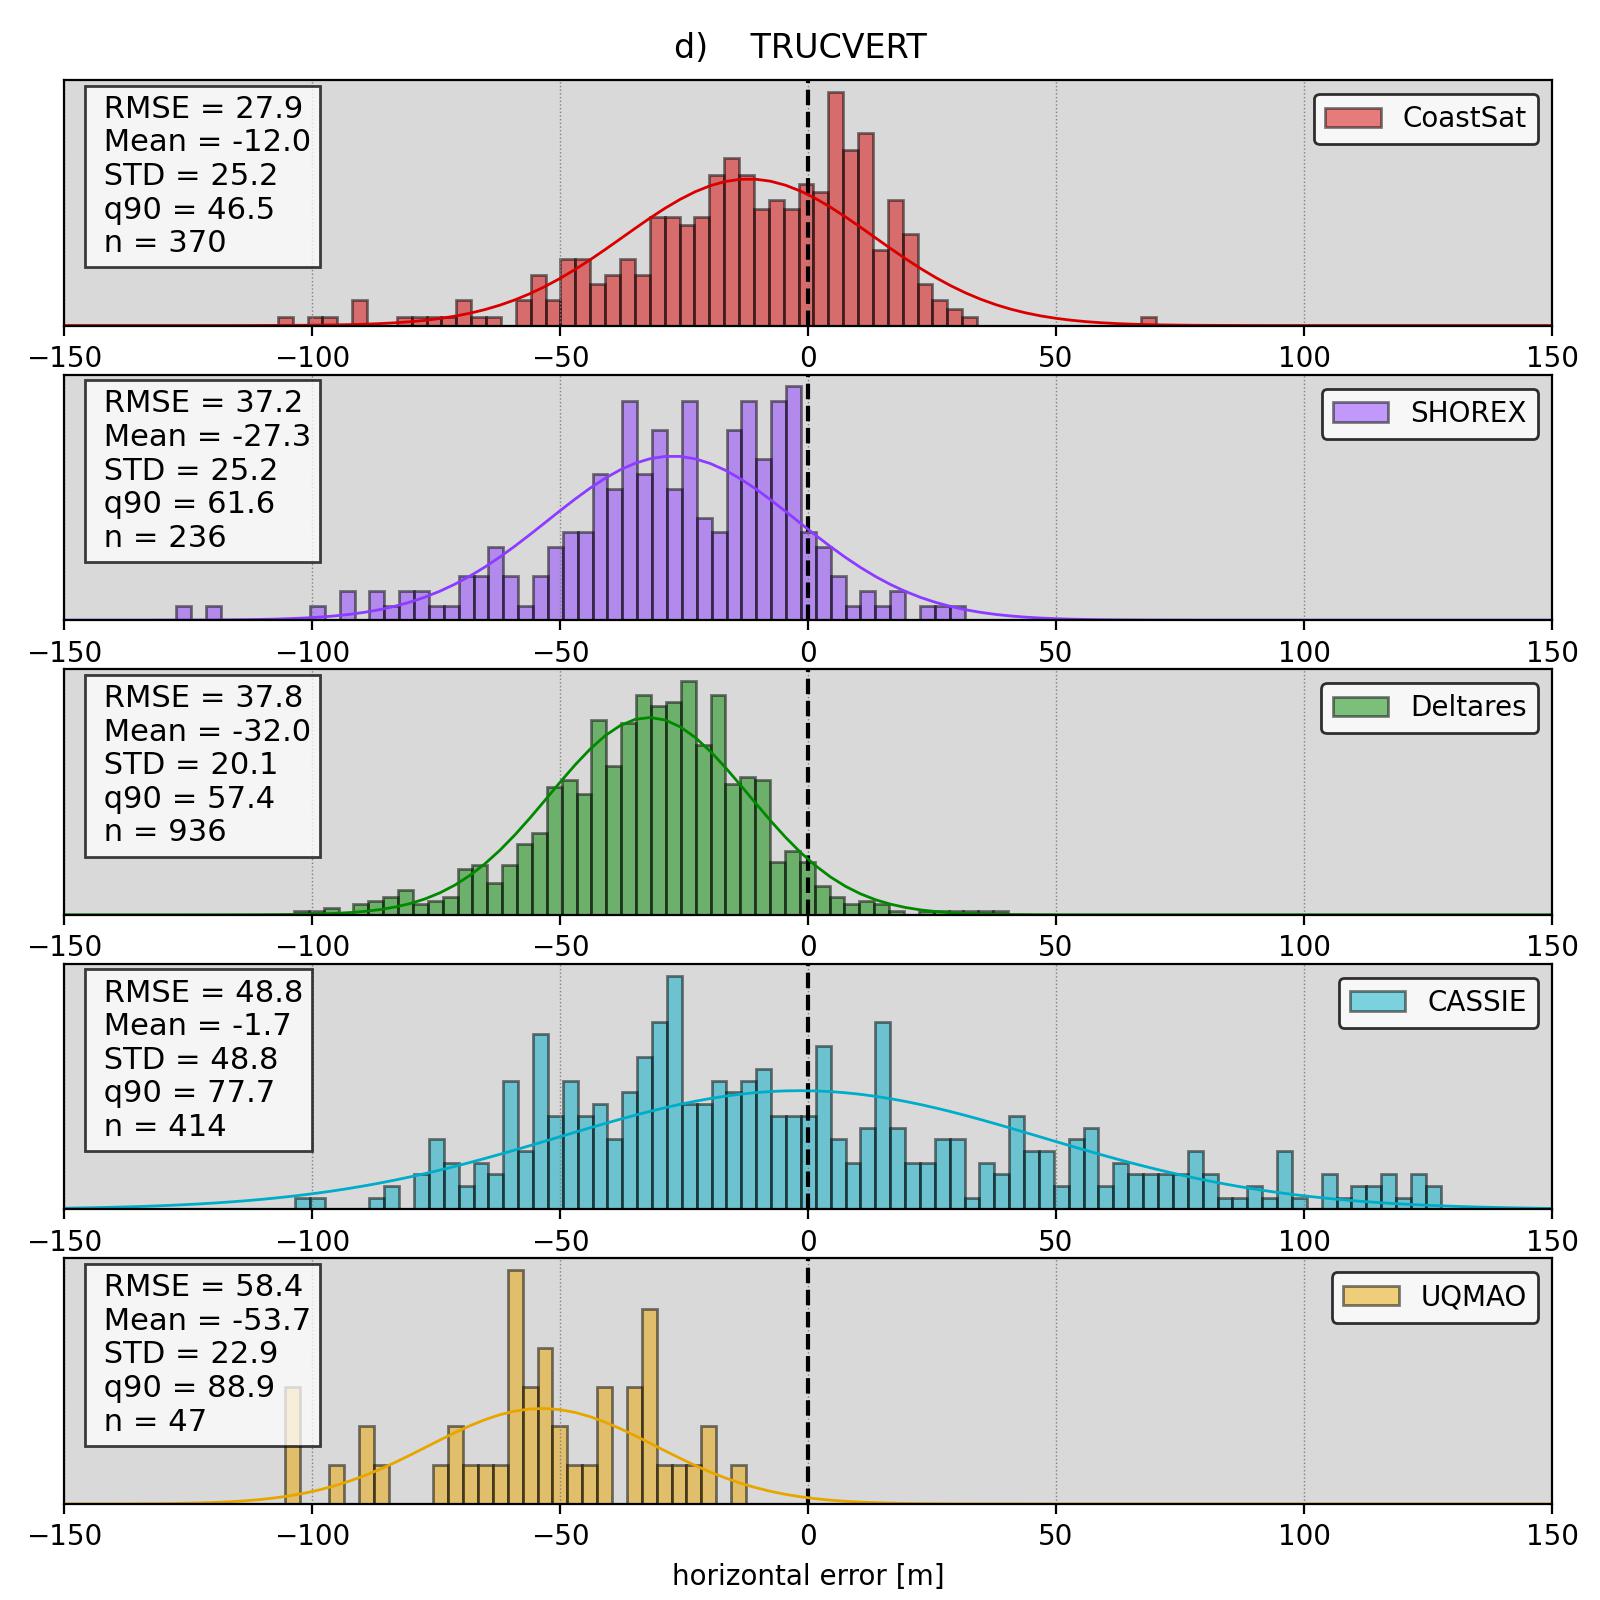 d) TRUCVERT
RMSE = 27.9
Mean = -12.0
STD = 25.2
q90 = 46.5
n = 370
CoastSat
−150 −100 −50 0 50 100 150
RMSE = 37.2
Mean = -27.3
STD = 25.2
q90 = 61.6
n = 236
SHOREX
−150 −100 −50 0 50 100 150
RMSE = 37.8
Mean = -32.0
STD = 20.1
q90 = 57.4
n = 936
Deltares
−150 −100 −50 0 50 100 150
RMSE = 48.8
Mean = -1.7
STD = 48.8
q90 = 77.7
n = 414
CASSIE
−150 −100 −50 0 50 100 150
RMSE = 58.4
Mean = -53.7
STD = 22.9
q90 = 88.9
n = 47
UQMAO
−150 −100 −50 0 50 100 150
horizontal error [m]